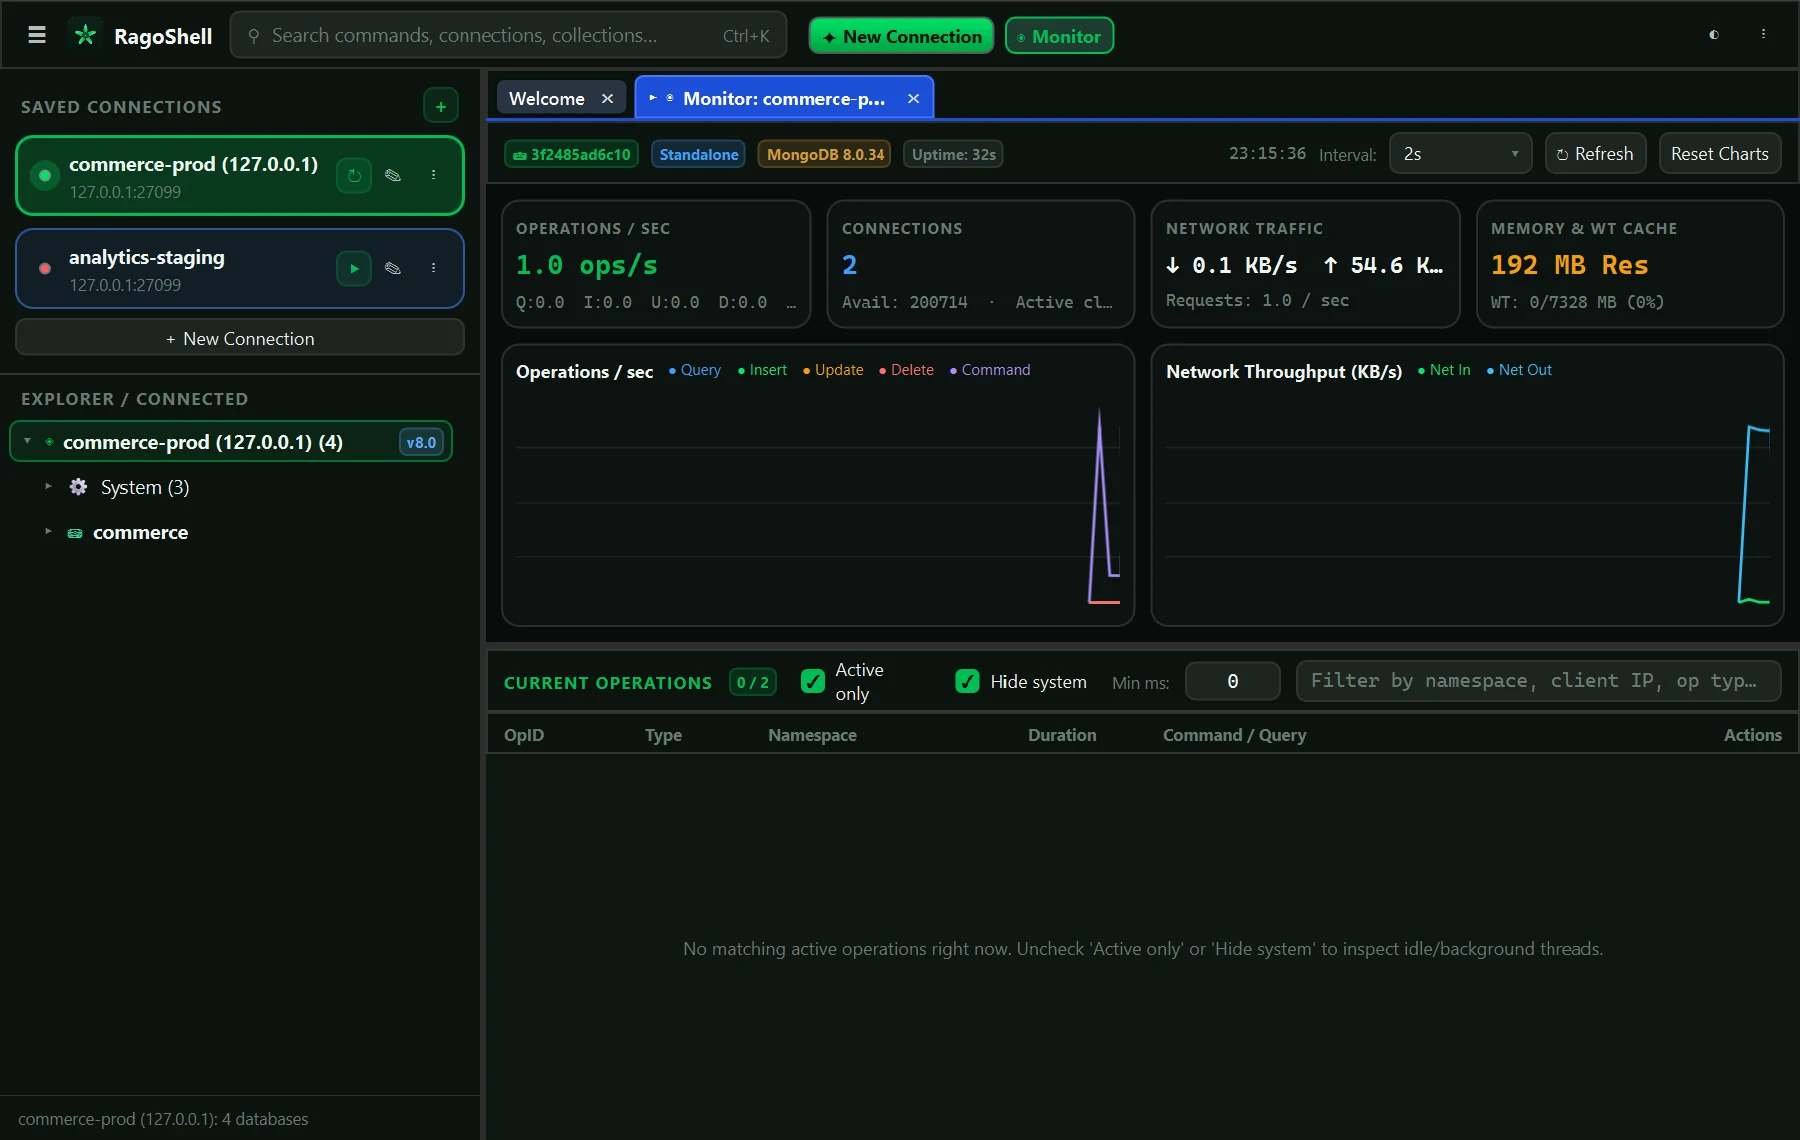 RagoShell
Search commands, connections, collections... Ctrl+K
New Connection
Monitor
SAVED CONNECTIONS
+
commerce-prod (127.0.0.1)
127.0.0.1:27099
analytics-staging
127.0.0.1:27099
+ New Connection
EXPLORER / CONNECTED
commerce-prod (127.0.0.1) (4) v8.0
System (3)
commerce
commerce-prod (127.0.0.1): 4 databases
Welcome ✕
Monitor: commerce-p... ✕
3f2485ad6c10 Standalone MongoDB 8.0.34 Uptime: 32s
23:15:36 Interval: 2s Refresh Reset Charts
OPERATIONS / SEC
1.0 ops/s
Q:0.0 I:0.0 U:0.0 D:0.0 …
CONNECTIONS
2
Avail: 200714 · Active cl…
NETWORK TRAFFIC
↓ 0.1 KB/s ↑ 54.6 K…
Requests: 1.0 / sec
MEMORY & WT CACHE
192 MB Res
WT: 0/7328 MB (0%)
Operations / sec ● Query ● Insert ● Update ● Delete ● Command
Network Throughput (KB/s) ● Net In ● Net Out
CURRENT OPERATIONS 0 / 2 Active only Hide system Min ms: 0 Filter by namespace, client IP, op typ…
OpID Type Namespace Duration Command / Query Actions
No matching active operations right now. Uncheck 'Active only' or 'Hide system' to inspect idle/background threads.